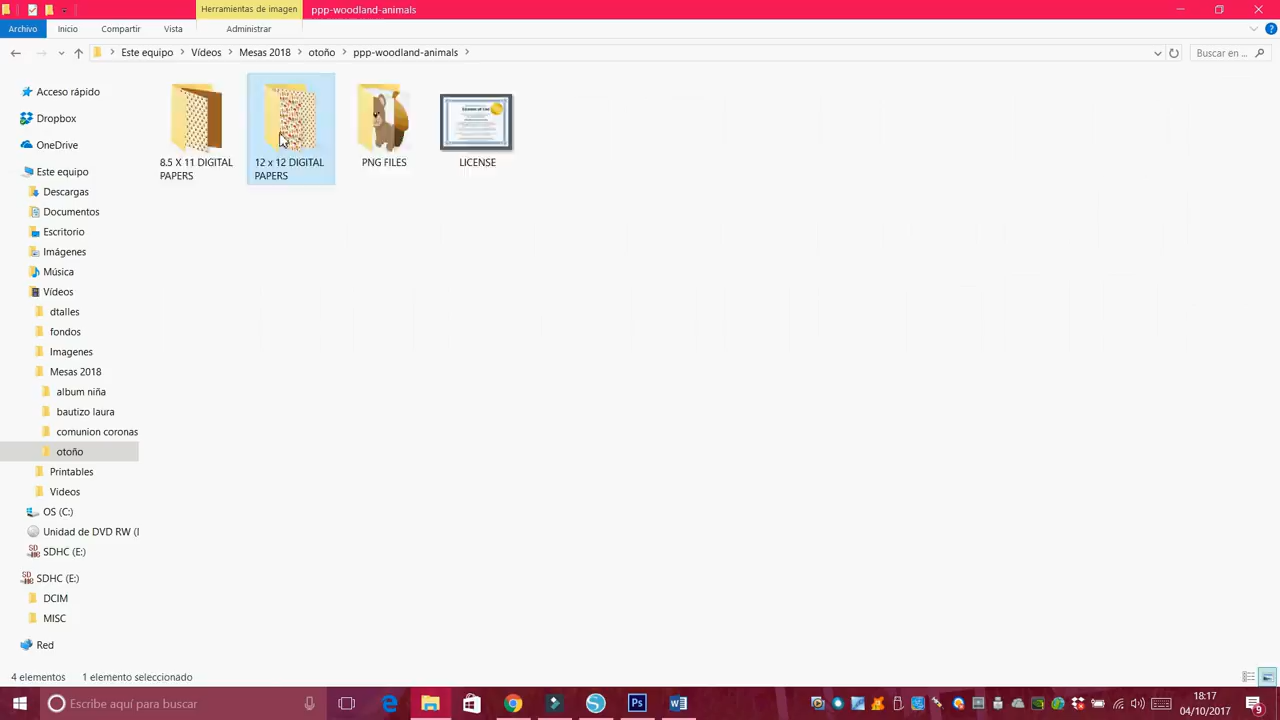 Herramientas de imagen
ppp-woodland-animals
Archivo
Inicio
Compartir
Vista
Administrar
Este equipo
Vídeos
Mesas 2018
otoño
ppp-woodland-animals
Buscar en ...
Acceso rápido
Dropbox
OneDrive
Este equipo
Descargas
Documentos
Escritorio
Imágenes
Música
Vídeos
dtalles
fondos
Imagenes
Mesas 2018
album niña
bautizo laura
comunion coronas
otoño
Printables
Videos
OS (C:)
Unidad de DVD RW (
SDHC (E:)
SDHC (E:)
DCIM
MISC
Red
8.5 X 11 DIGITAL
PAPERS
12 x 12 DIGITAL
PAPERS
PNG FILES
LICENSE
4 elementos
1 elemento seleccionado
Escribe aquí para buscar
Ps
18:17
04/10/2017
9